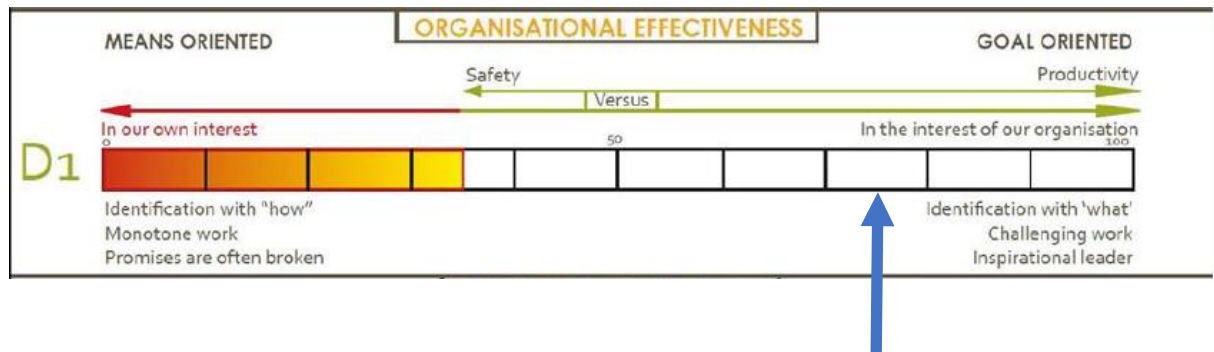 ORGANISATIONAL EFFECTIVENESS
MEANS ORIENTED
GOAL ORIENTED
Safety
Productivity
Versus
In our own interest
In the interest of our organisation
0
50
100
D1
Identification with "how"
Monotone work
Promises are often broken
Identification with 'what'
Challenging work
Inspirational leader